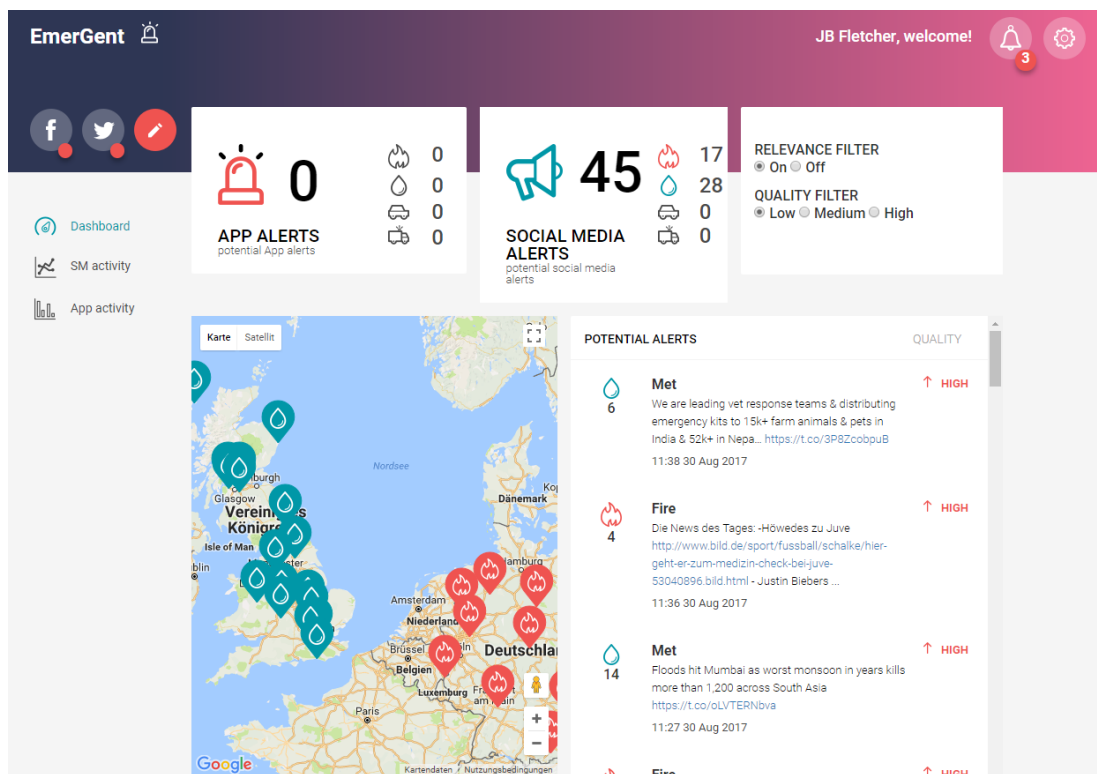 EmerGent
JB Fletcher, welcome!
3
0
0
0
0
0
APP ALERTS
potential App alerts
45
17
28
0
0
SOCIAL MEDIA
ALERTS
potential social media
alerts
RELEVANCE FILTER
On Off
QUALITY FILTER
Low Medium High
Dashboard
SM activity
App activity
Karte Satellit
Nordsee
Glasgow
Isle of Man
Dänemark
Amsterdam
Deutschla
Belgien
Luxemburg
Paris
Google
Kartendaten Nutzungsbedingungen
POTENTIAL ALERTS QUALITY
6
Met
HIGH
We are leading vet response teams & distributing
emergency kits to 15k+ farm animals & pets in
India & 52k+ in Nepa... https://t.co/3P8ZcobpuB
11:38 30 Aug 2017
4
Fire
HIGH
Die News des Tages: -Höwedes zu Juve
http://www.bild.de/sport/fussball/schalke/hier-
geht-er-zum-medizin-check-bei-juve-
53040896.bild.html - Justin Biebers ...
11:36 30 Aug 2017
14
Met
HIGH
Floods hit Mumbai as worst monsoon in years kills
more than 1,200 across South Asia
https://t.co/oLVTERNbva
11:27 30 Aug 2017
Fire
HIGH